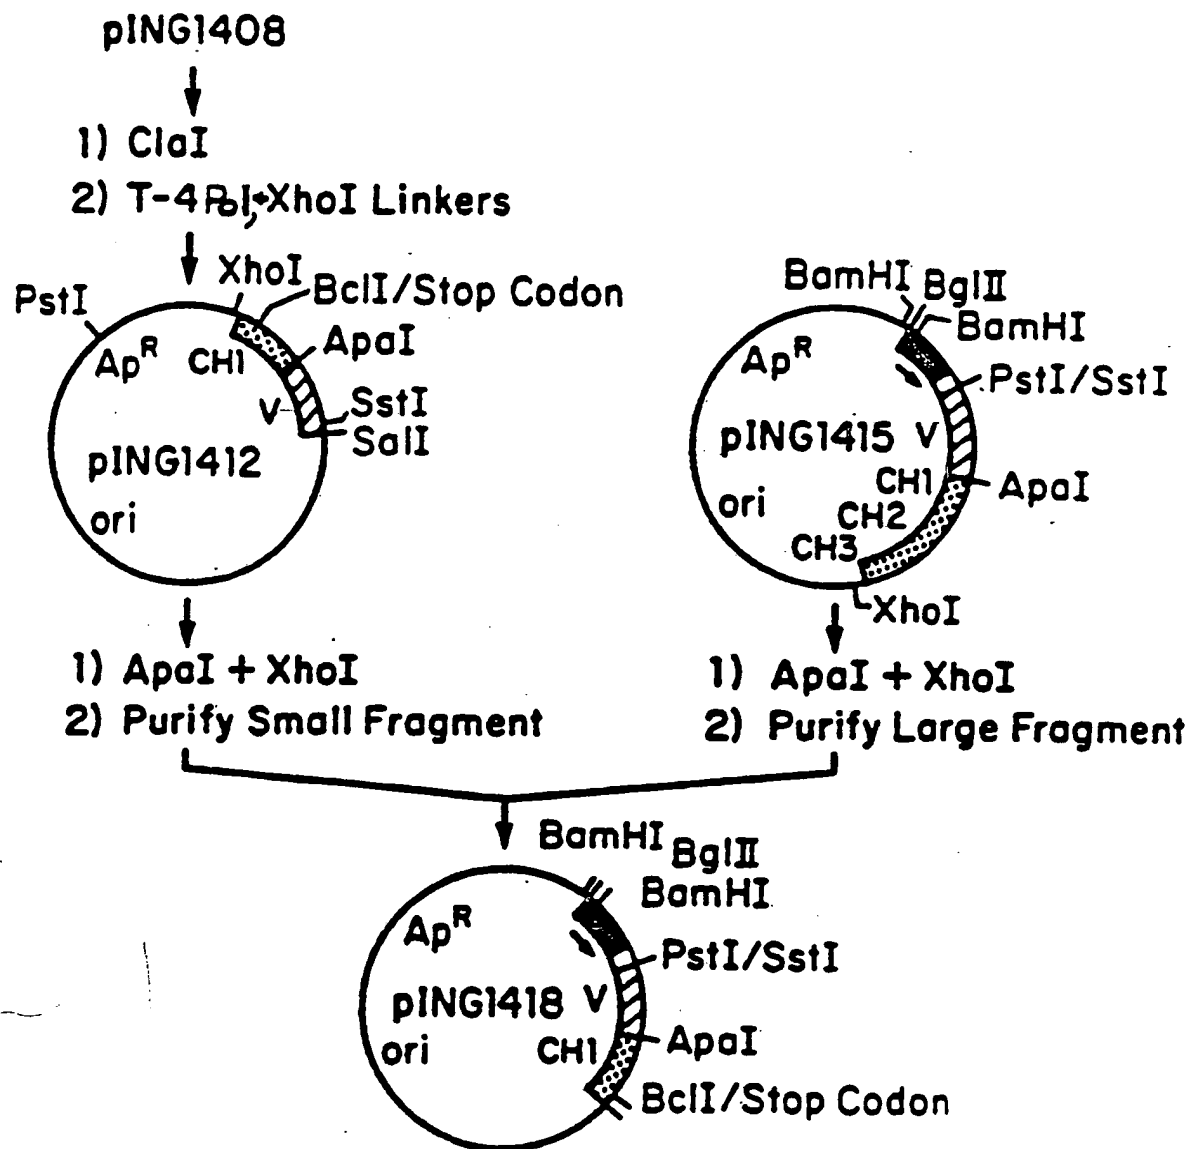 pING1408
1) ClaI
2) T-4 Pol, + XhoI Linkers
PstI
XhoI
BclI/Stop Codon
ApaI
Ap^R
CH1
V
SstI
SalI
pING1412
ori
1) ApaI + XhoI
2) Purify Small Fragment
BamHI
BglII
BamHI
Ap^R
PstI/SstI
pING1415
V
CH1
ApaI
ori
CH2
CH3
XhoI
1) ApaI + XhoI
2) Purify Large Fragment
BamHI
BglII
BamHI
Ap^R
PstI/SstI
pING1418
V
ori
CH1
ApaI
BclI/Stop Codon